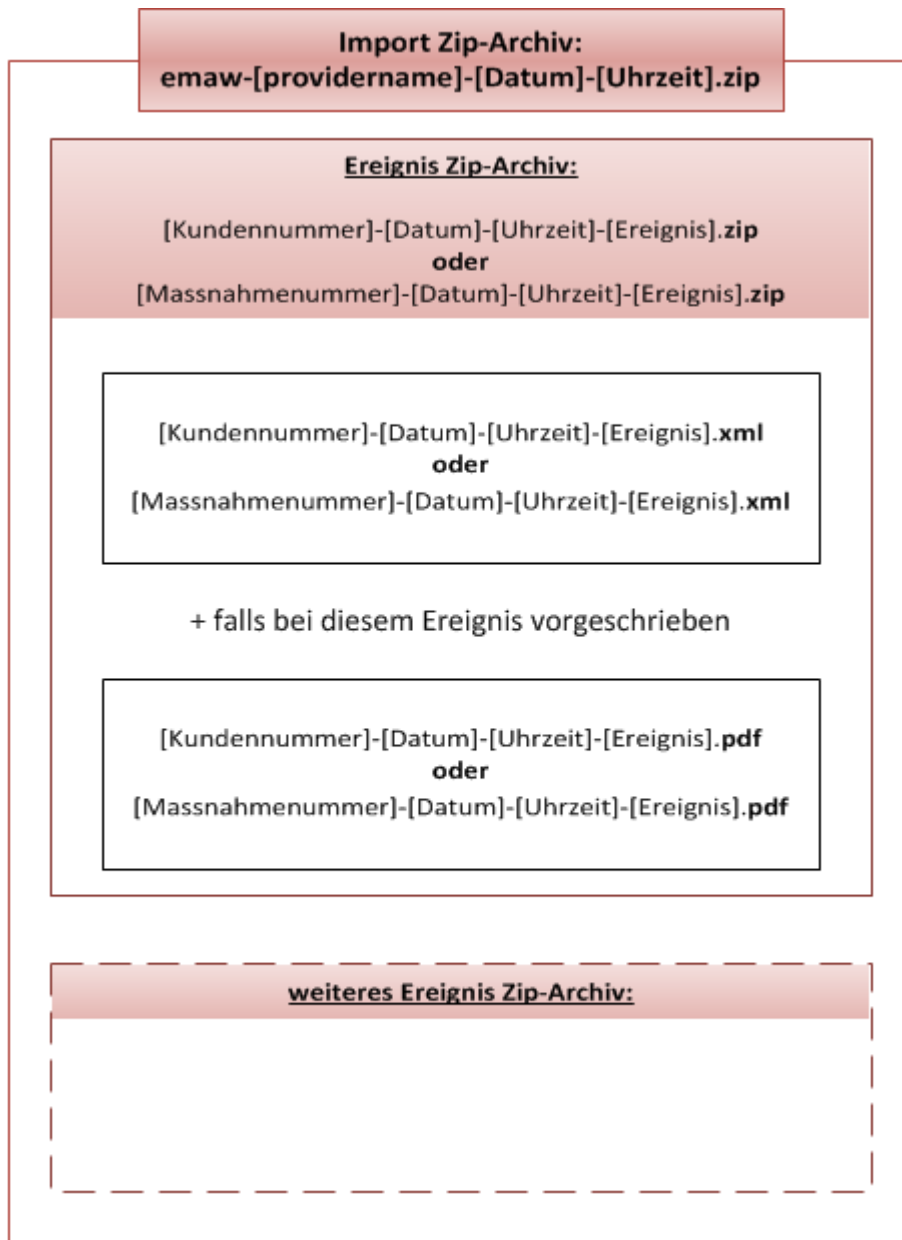 Import Zip-Archiv:
emaw-[providername]-[Datum]-[Uhrzeit].zip
Ereignis Zip-Archiv:
[Kundennummer]-[Datum]-[Uhrzeit]-[Ereignis].zip
oder
[Massnahmenummer]-[Datum]-[Uhrzeit]-[Ereignis].zip
[Kundennummer]-[Datum]-[Uhrzeit]-[Ereignis].xml
oder
[Massnahmenummer]-[Datum]-[Uhrzeit]-[Ereignis].xml
+ falls bei diesem Ereignis vorgeschrieben
[Kundennummer]-[Datum]-[Uhrzeit]-[Ereignis].pdf
oder
[Massnahmenummer]-[Datum]-[Uhrzeit]-[Ereignis].pdf
weiteres Ereignis Zip-Archiv: